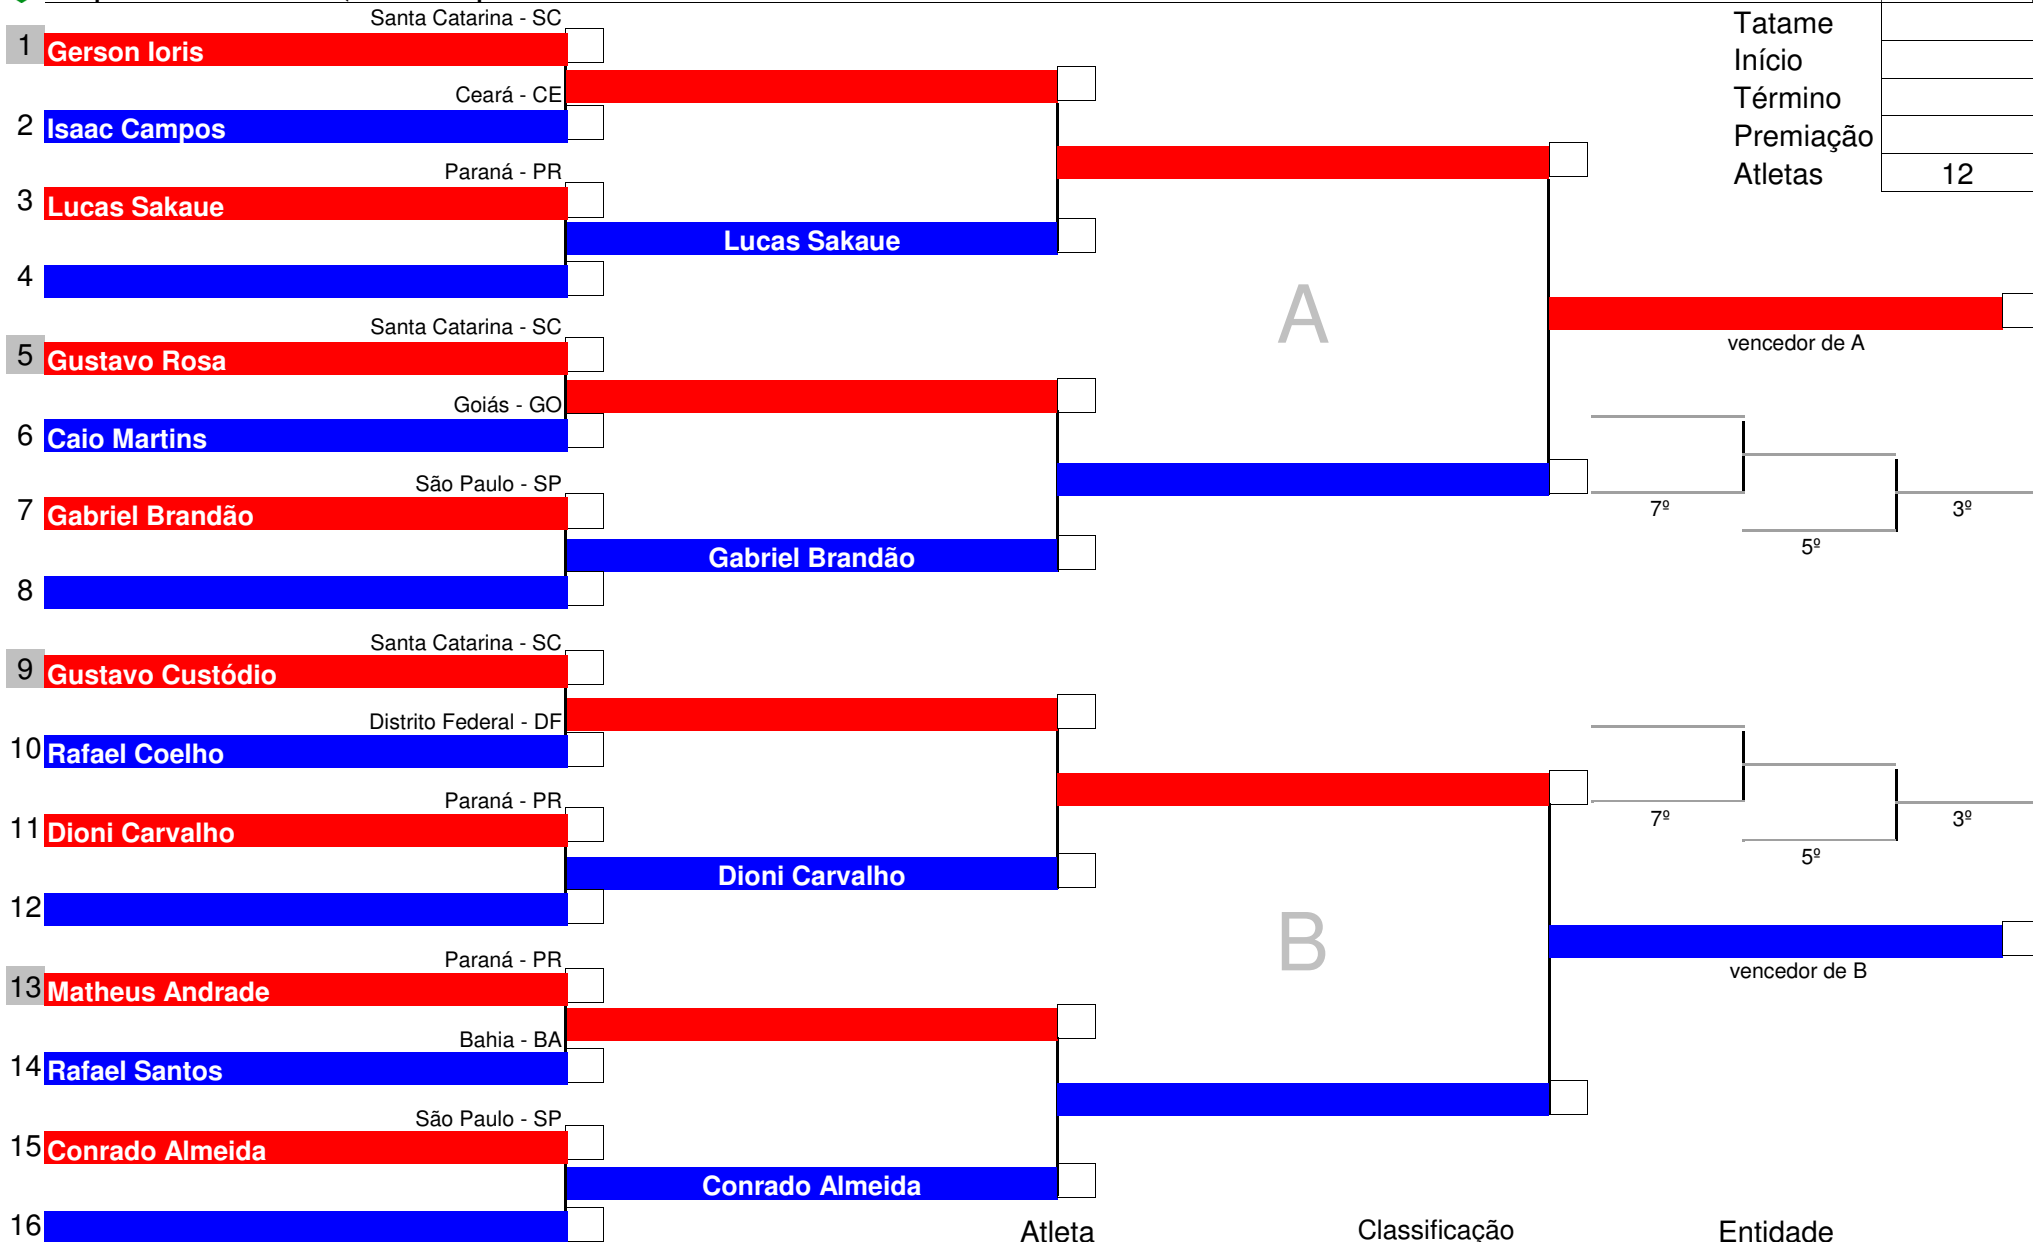 Santa Catarina - SC
1 Gerson Ioris
Ceará - CE
2 Isaac Campos
Paraná - PR
3 Lucas Sakaue
Lucas Sakaue
4
Santa Catarina - SC
5 Gustavo Rosa
Goiás - GO
6 Caio Martins
São Paulo - SP
7 Gabriel Brandão
Gabriel Brandão
8
Santa Catarina - SC
9 Gustavo Custódio
Distrito Federal - DF
10 Rafael Coelho
Paraná - PR
11 Dioni Carvalho
Dioni Carvalho
12
Paraná - PR
13 Matheus Andrade
Bahia - BA
14 Rafael Santos
São Paulo - SP
15 Conrado Almeida
Conrado Almeida
16
Tatame
Início
Término
Premiação
Atletas 12
A
vencedor de A
7º
3º
5º
7º
3º
5º
B
vencedor de B
Atleta Classificação Entidade